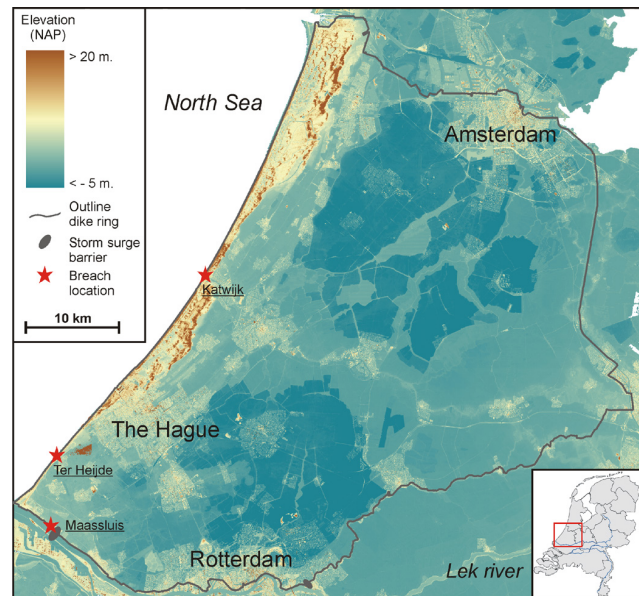 Elevation
(NAP)
> 20 m.
< - 5 m.
Outline
dike ring
Storm surge
barrier
Breach
location
10 km
North Sea
Amsterdam
Katwijk
The Hague
Ter Heijde
Maassluis
Rotterdam
Lek river